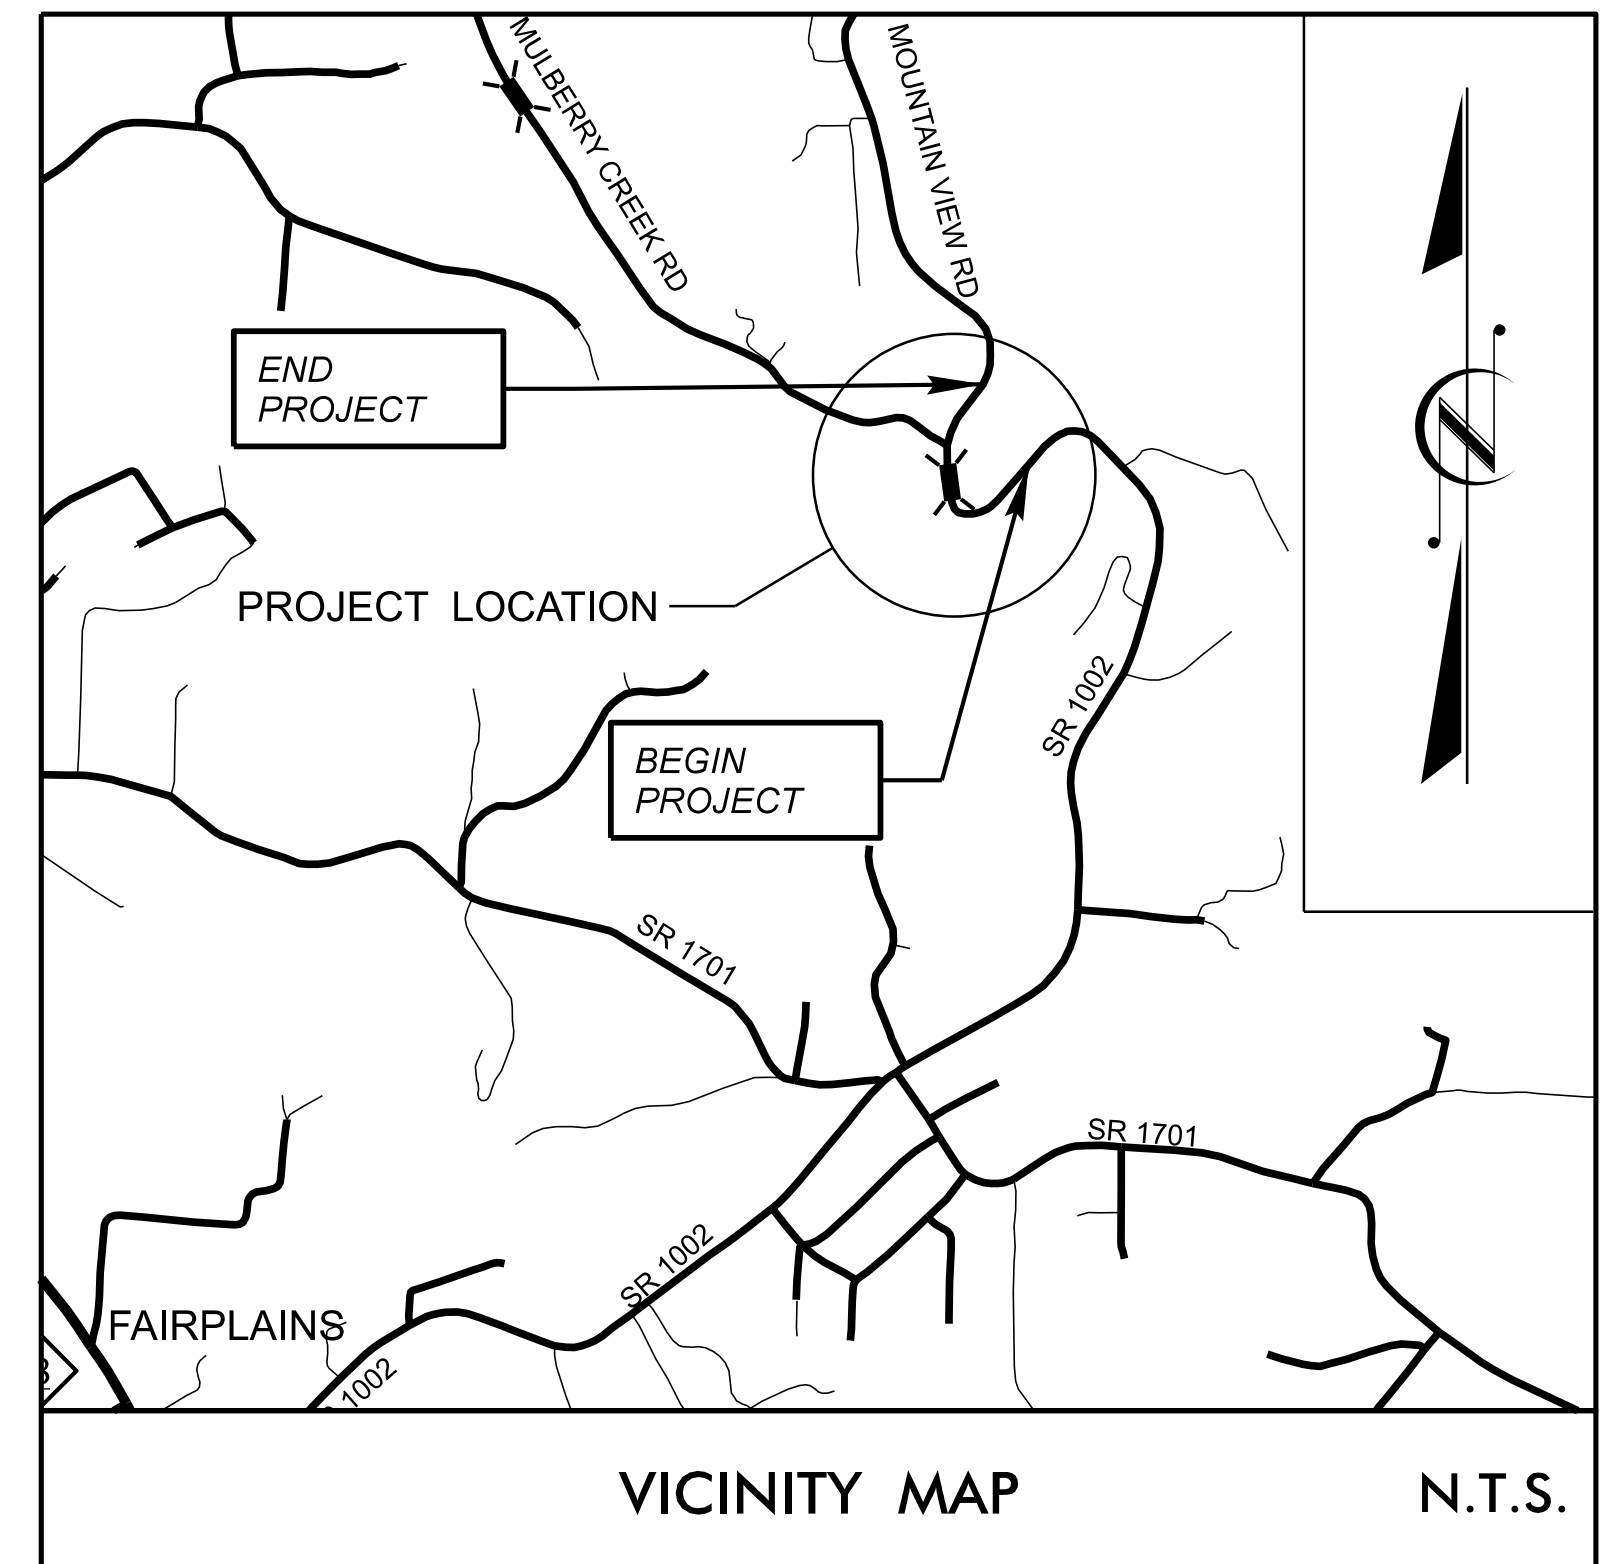 MULBERRY CREEK RD
MOUNTAIN VIEW RD
END
PROJECT
PROJECT LOCATION
SR 1002
BEGIN
PROJECT
SR 1701
SR 1701
SR 1002
FAIRPLAINS
1002
N
VICINITY MAP
N.T.S.